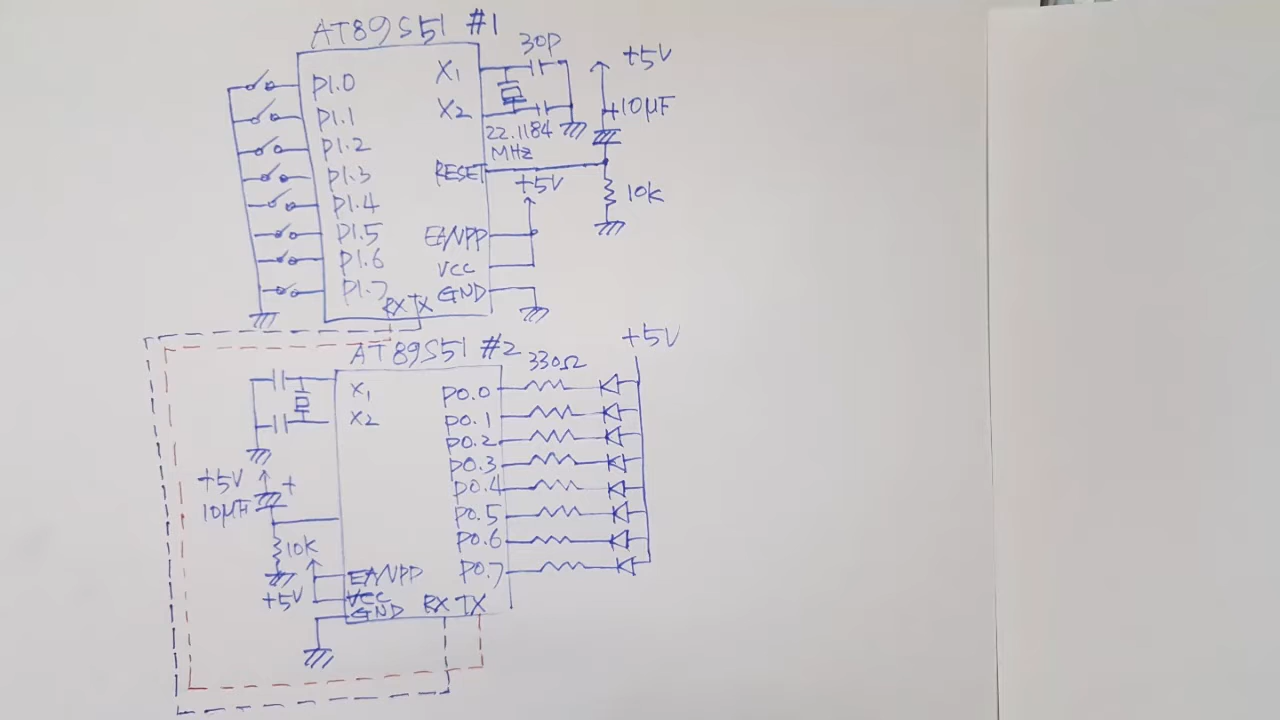 AT89S51 #1
P1.0
P1.1
P1.2
P1.3
P1.4
P1.5
P1.6
P1.7
X1
X2
RESET
EA/VPP
VCC
GND
RX TX
30P
22.1184
MHz
+5V
+
10μF
10K
+5V
AT89S51 #2
X1
X2
+5V
+
10μF
10K
+5V
EA/VPP
VCC
GND
RX TX
P0.0
P0.1
P0.2
P0.3
P0.4
P0.5
P0.6
P0.7
330Ω
+5V